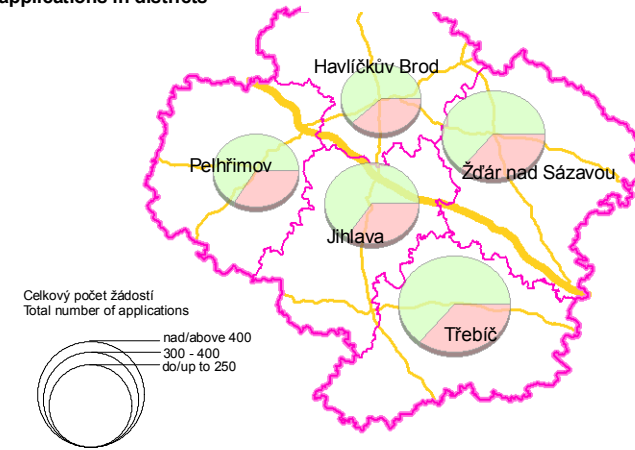 applications in districts
Havlíčkův Brod
Pelhřimov
Žďár nad Sázavou
Jihlava
Třebíč
Celkový počet žádostí
Total number of applications
nad/above 400
300 - 400
do/up to 250